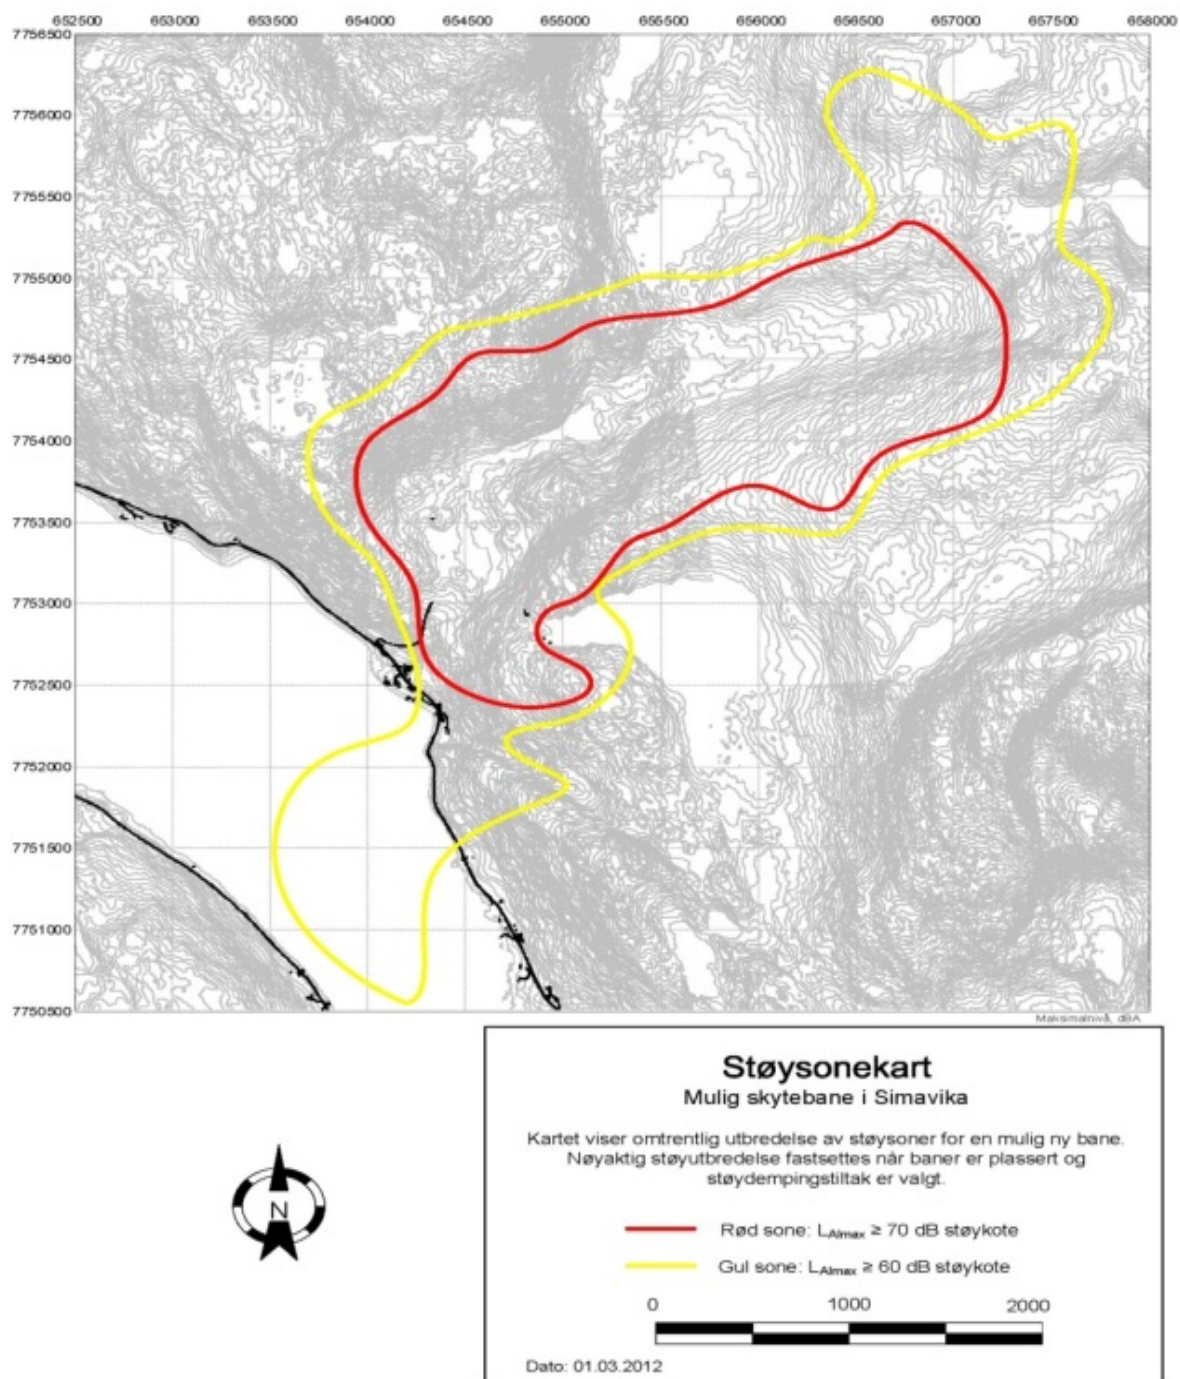 652500 653000 653500 654000 654500 655000 655500 656000 656500 657000 657500 658000
7756500
7756000
7755500
7755000
7754500
7754000
7753500
7753000
7752500
7752000
7751500
7751000
7750500
Maksimalnivå, dBA
Støysonekart
Mulig skytebane i Simavika
Kartet viser omtrentlig utbredelse av støysoner for en mulig ny bane.
Nøyaktig støyutbredelse fastsettes når baner er plassert og
støydempingstiltak er valgt.
Rød sone: LAImax ≥ 70 dB støykote
Gul sone: LAImax ≥ 60 dB støykote
0 1000 2000
Dato: 01.03.2012
N